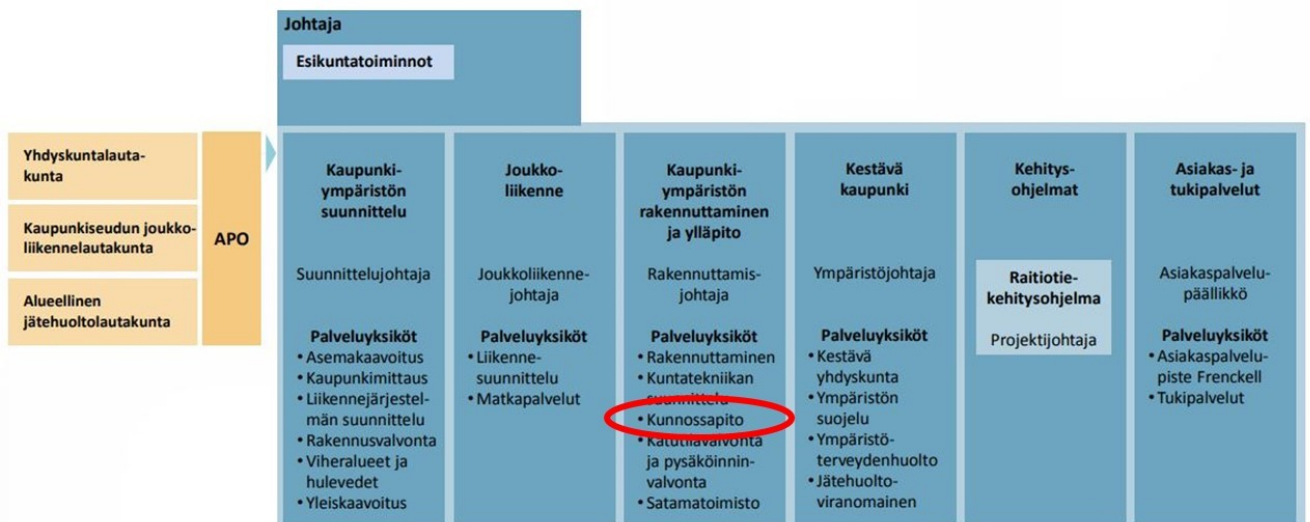 Johtaja
Esikuntatoiminnot
Yhdyskuntalauta-
kunta
Kaupunkiseudun joukko-
liikennelautakunta
Alueellinen
jätehuoltolautakunta
APO
Kaupunki-
ympäristön
suunnittelu
Suunnittelujohtaja
Palveluyksiköt
• Asemakaavoitus
• Kaupunkimittaus
• Liikennejärjestel-
män suunnittelu
• Rakennusvalvonta
• Viheralueet ja
hulevedet
• Yleiskaavoitus
Joukko-
liikenne
Joukkoliikenne-
johtaja
Palveluyksiköt
• Liikenne-
suunnittelu
• Matkapalvelut
Kaupunki-
ympäristön
rakennuttaminen
ja ylläpito
Rakennuttamis-
johtaja
Palveluyksiköt
• Rakennuttaminen
• Kuntatekniikan
suunnittelu
• Kunnossapito
• Katutilavalvonta
ja pysäköinnin-
valvonta
• Satamatoimisto
Kestävä
kaupunki
Ympäristöjohtaja
Palveluyksiköt
• Kestävä
yhdyskunta
• Ympäristön
suojelu
• Ympäristö-
terveydenhuolto
• Jätehuolto-
viranomainen
Kehitys-
ohjelmat
Raitiotie-
kehitysohjelma
Projektijohtaja
Asiakas- ja
tukipalvelut
Asiakaspalvelu-
päällikkö
Palveluyksiköt
• Asiakaspalvelu-
piste Frenckell
• Tukipalvelut